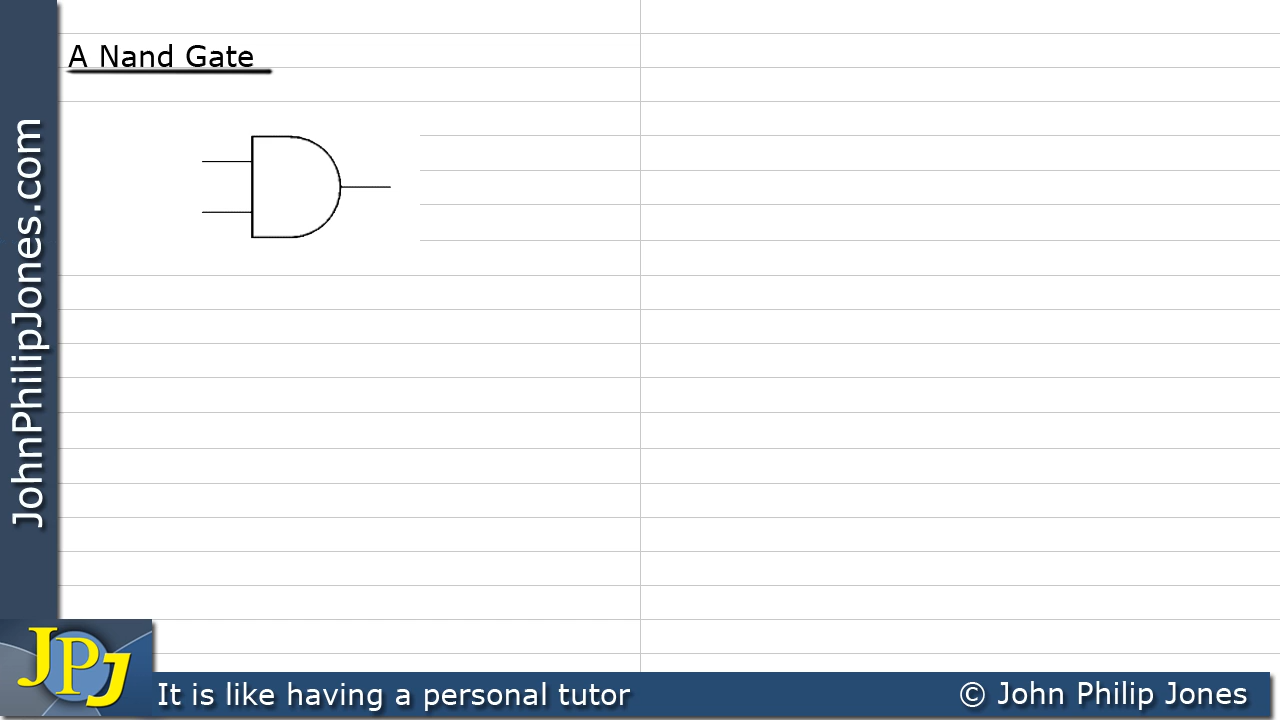 A Nand Gate
JohnPhilipJones.com
JPJ
It is like having a personal tutor
© John Philip Jones